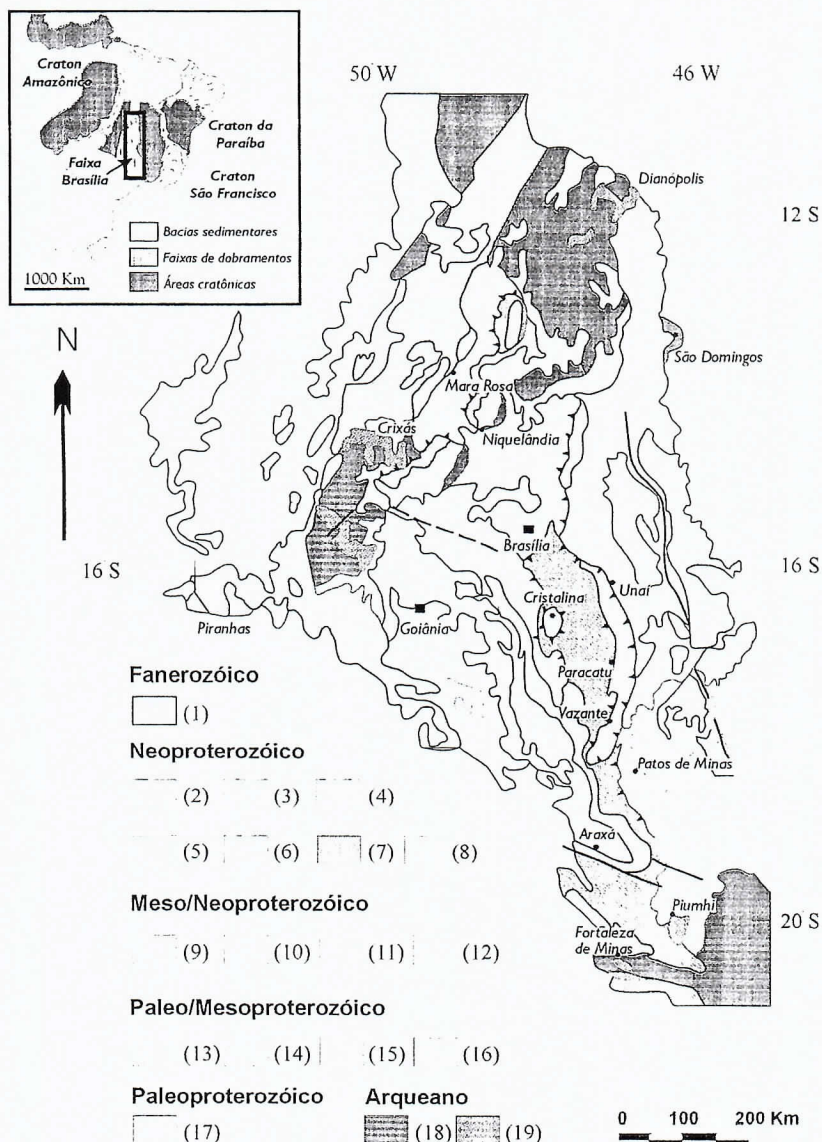 Craton
Amazônico
Craton da
Paraíba
Faixa
Brasília
Craton
São Francisco
Bacias sedimentares
Faixas de dobramentos
Áreas cratônicas
1000 Km
50 W
46 W
Dianópolis
12 S
N
São Domingos
Mara Rosa
Crixás
Niquelândia
Brasília
16 S
16 S
Unaí
Cristalina
Piranhas
Goiânia
Paracatu
Vazante
Patos de Minas
Araxá
Piumhi
Fortaleza
de Minas
20 S
Fanerozóico
(1)
Neoproterozóico
(2) (3) (4)
(5) (6) (7) (8)
Meso/Neoproterozóico
(9) (10) (11) (12)
Paleo/Mesoproterozóico
(13) (14) (15) (16)
Paleoproterozóico
(17)
Arqueano
(18) (19)
0 100 200 Km